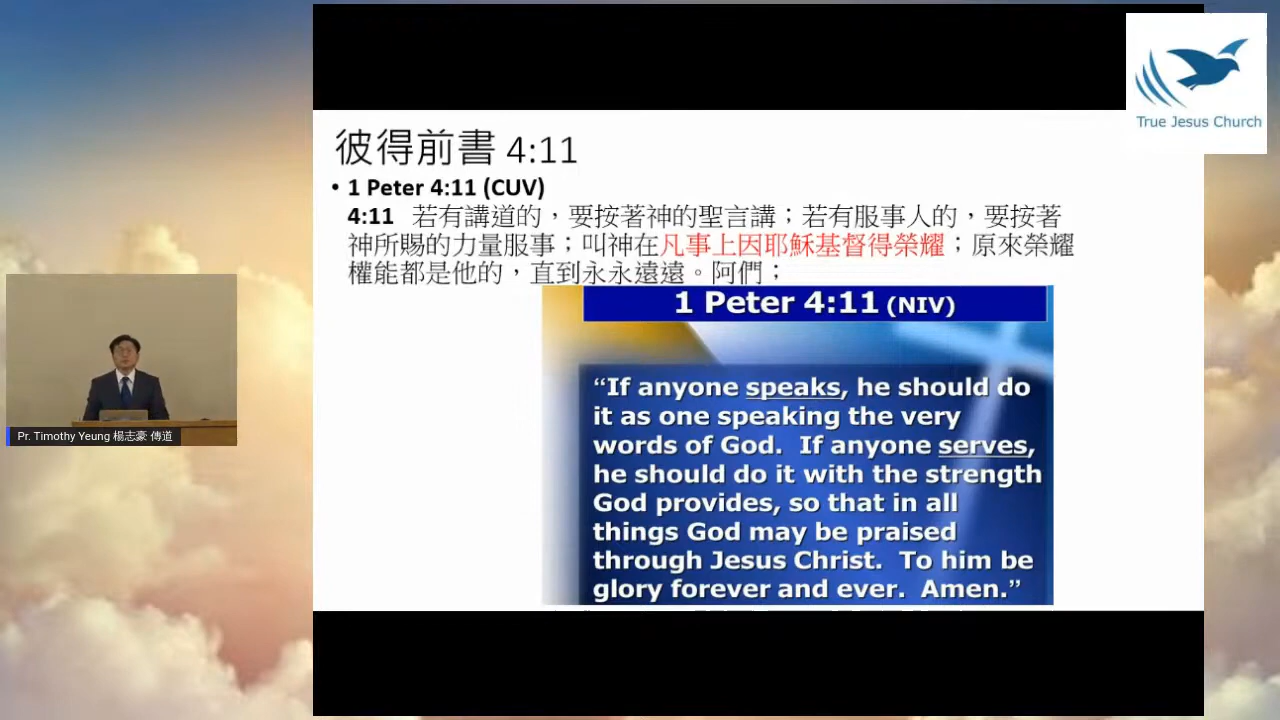 True Jesus Church
彼得前書 4:11
• 1 Peter 4:11 (CUV)
4:11 若有講道的，要按著神的聖言講；若有服事人的，要按著
神所賜的力量服事；叫神在凡事上因耶穌基督得榮耀；原來榮耀
權能都是他的，直到永永遠遠。阿們；
1 Peter 4:11 (NIV)
“If anyone speaks, he should do
it as one speaking the very
words of God. If anyone serves,
he should do it with the strength
God provides, so that in all
things God may be praised
through Jesus Christ. To him be
glory forever and ever. Amen.”
Pr. Timothy Yeung 楊志豪 傳道